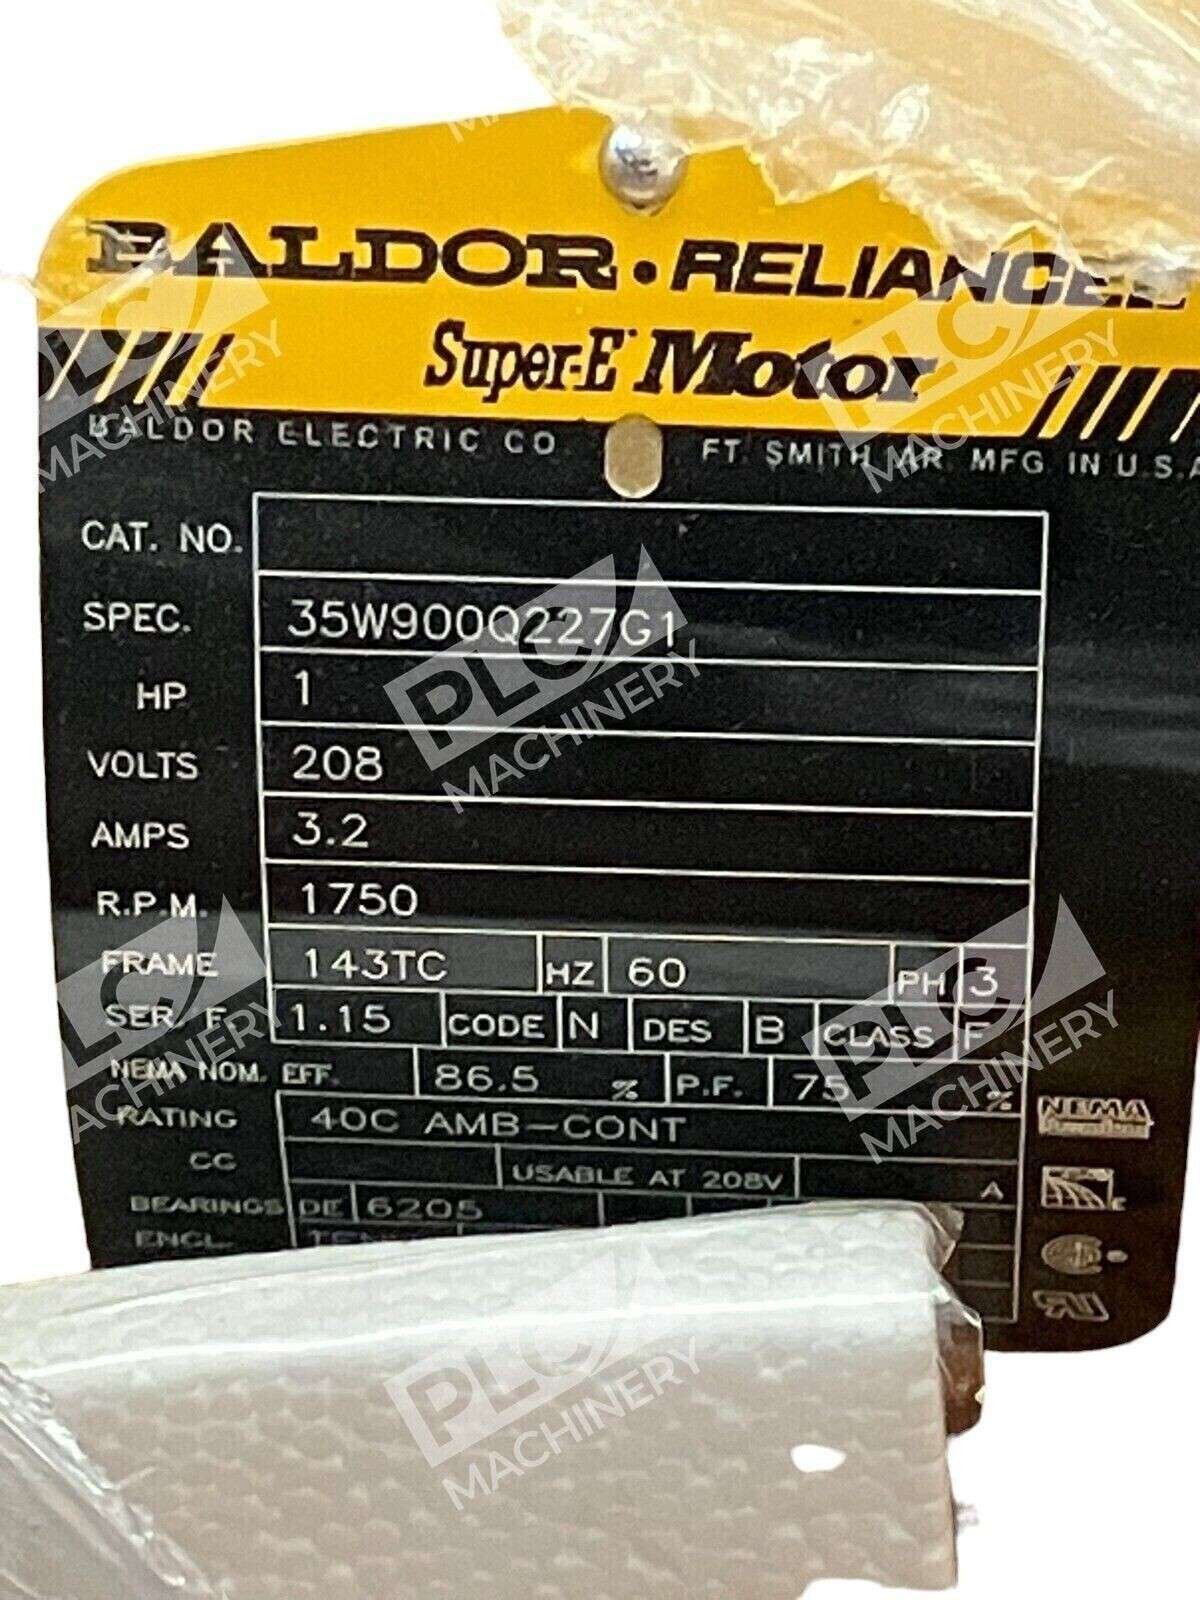 BALDOR • RELIANCE
Super-E Motor
BALDOR ELECTRIC CO FT. SMITH AR MFG IN U.S.A
CAT. NO.
SPEC. 35W900Q227G1
HP 1
VOLTS 208
AMPS 3.2
R.P.M. 1750
FRAME 143TC HZ 60 PH 3
SER. F. 1.15 CODE N DES B CLASS F
NEMA NOM. EFF. 86.5 % P.F. 75 %
RATING 40C AMB-CONT
CC USABLE AT 208V A
BEARINGS DE 6205
ENCL.
NEMA
PLC MACHINERY
PLC MACHINERY
PLC MACHINERY
PLC MACHINERY
PLC MACHINERY
PLC MACHINERY